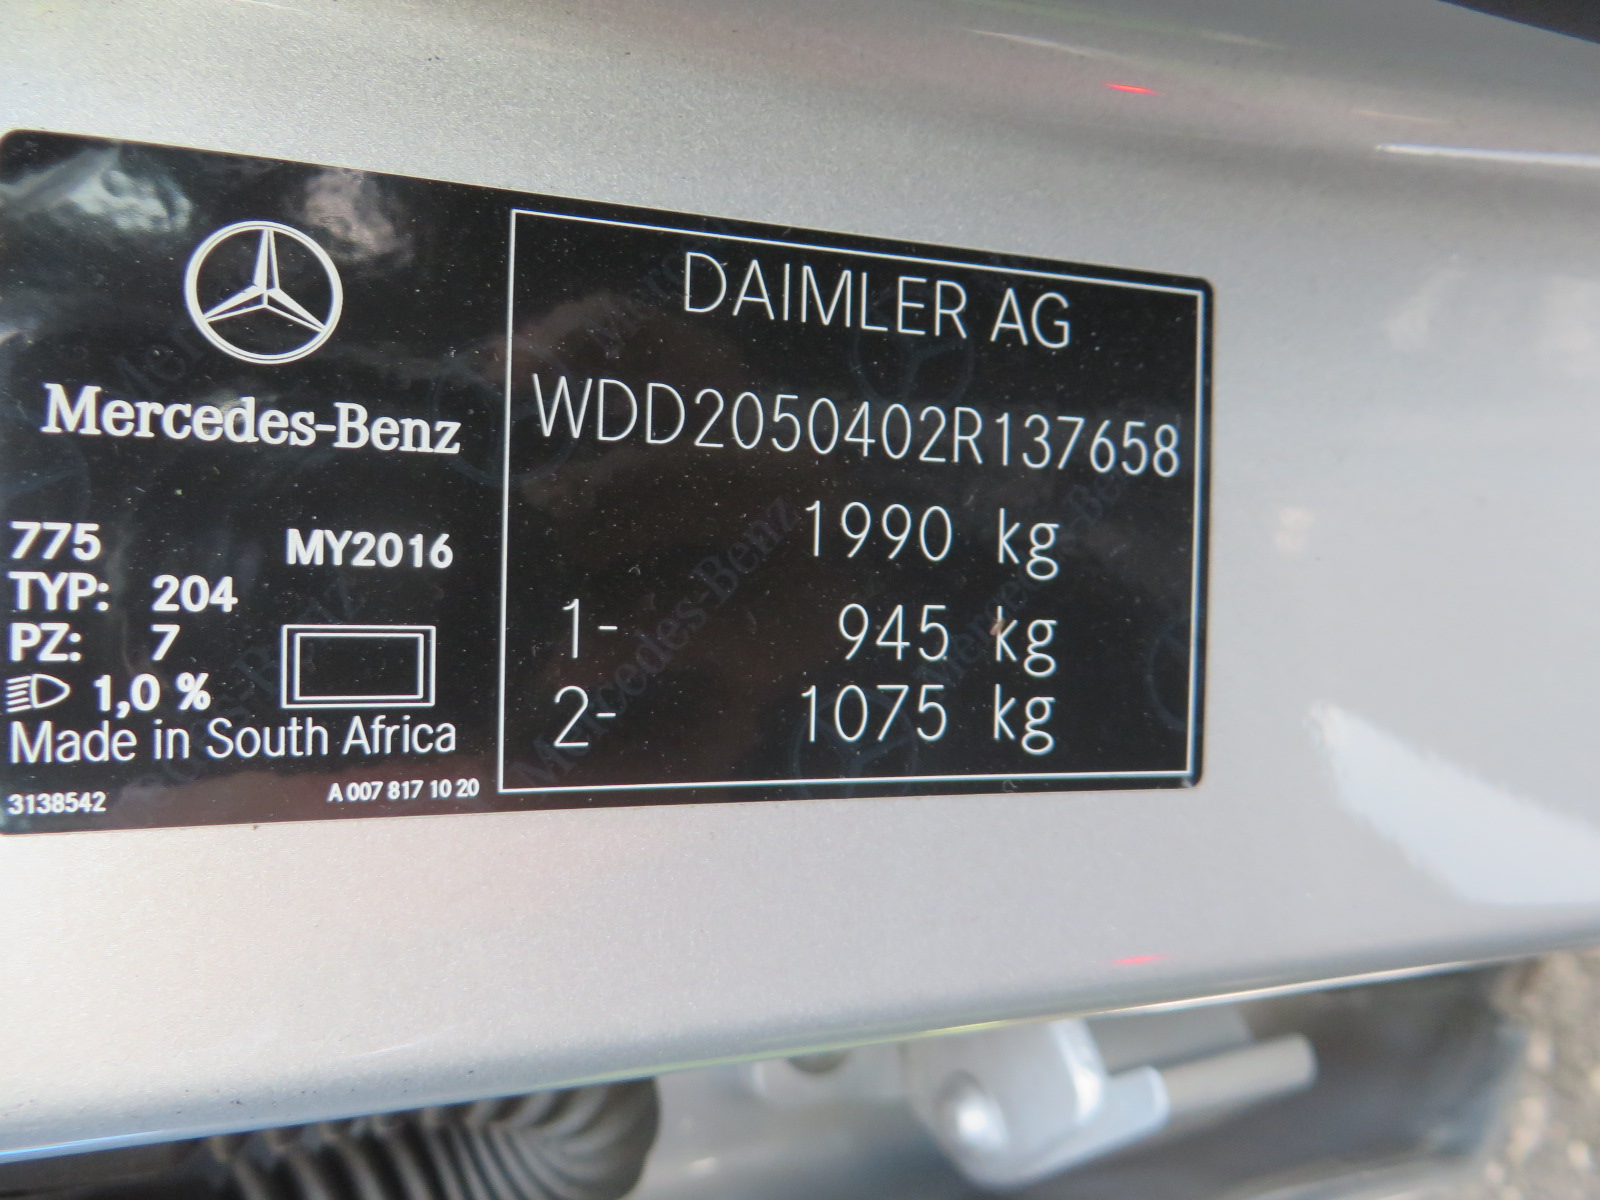 Mercedes-Benz
775 MY2016
TYP: 204
PZ: 7
1,0 %
Made in South Africa
3138542 A 007 817 10 20
DAIMLER AG
WDD2050402R137658
1990 kg
1- 945 kg
2- 1075 kg